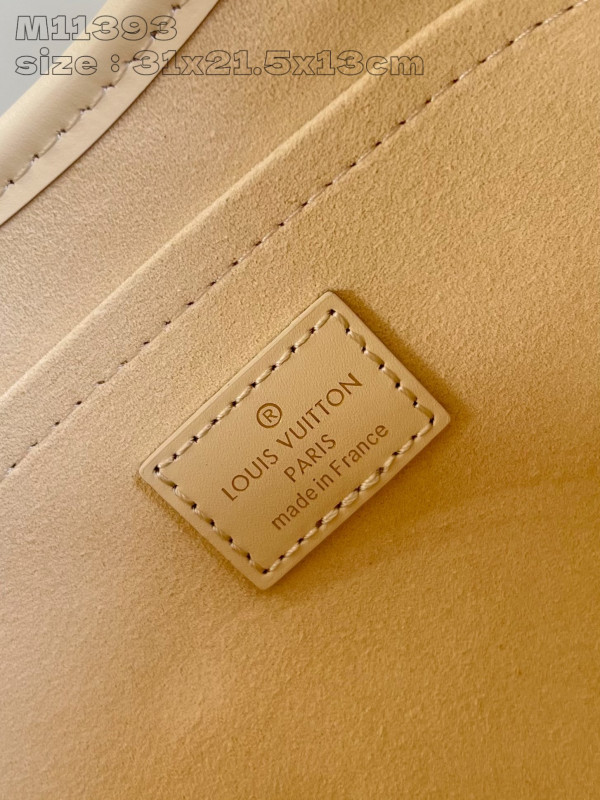 M11393
size : 31x21.5x13cm
®
LOUIS VUITTON
PARIS
made in France